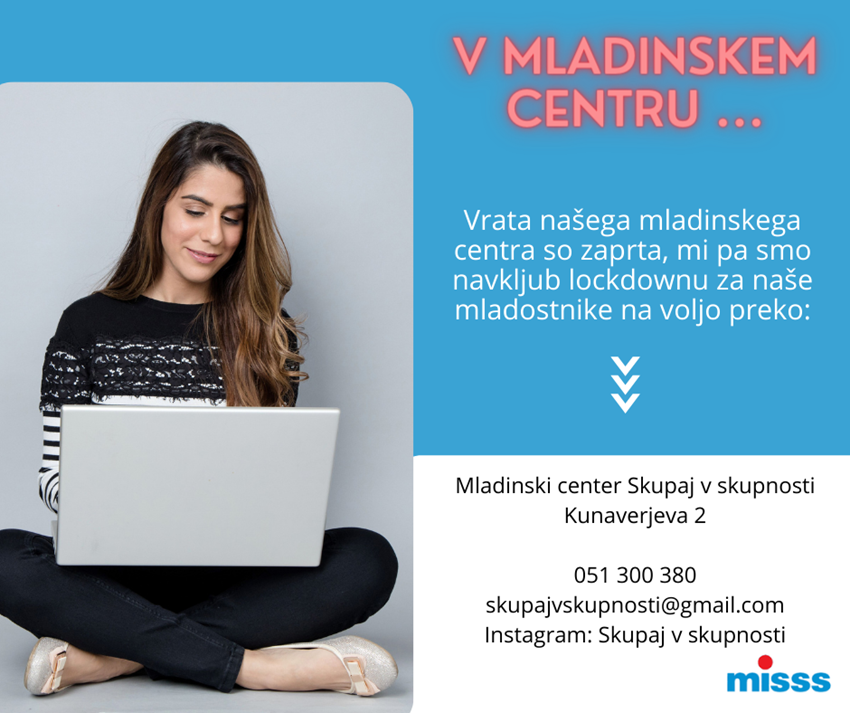 V MLADINSKEM
CENTRU ...
Vrata našega mladinskega
centra so zaprta, mi pa smo
navkljub lockdownu za naše
mladostnike na voljo preko:
Mladinski center Skupaj v skupnosti
Kunaverjeva 2
051 300 380
skupajvskupnosti@gmail.com
Instagram: Skupaj v skupnosti
misss